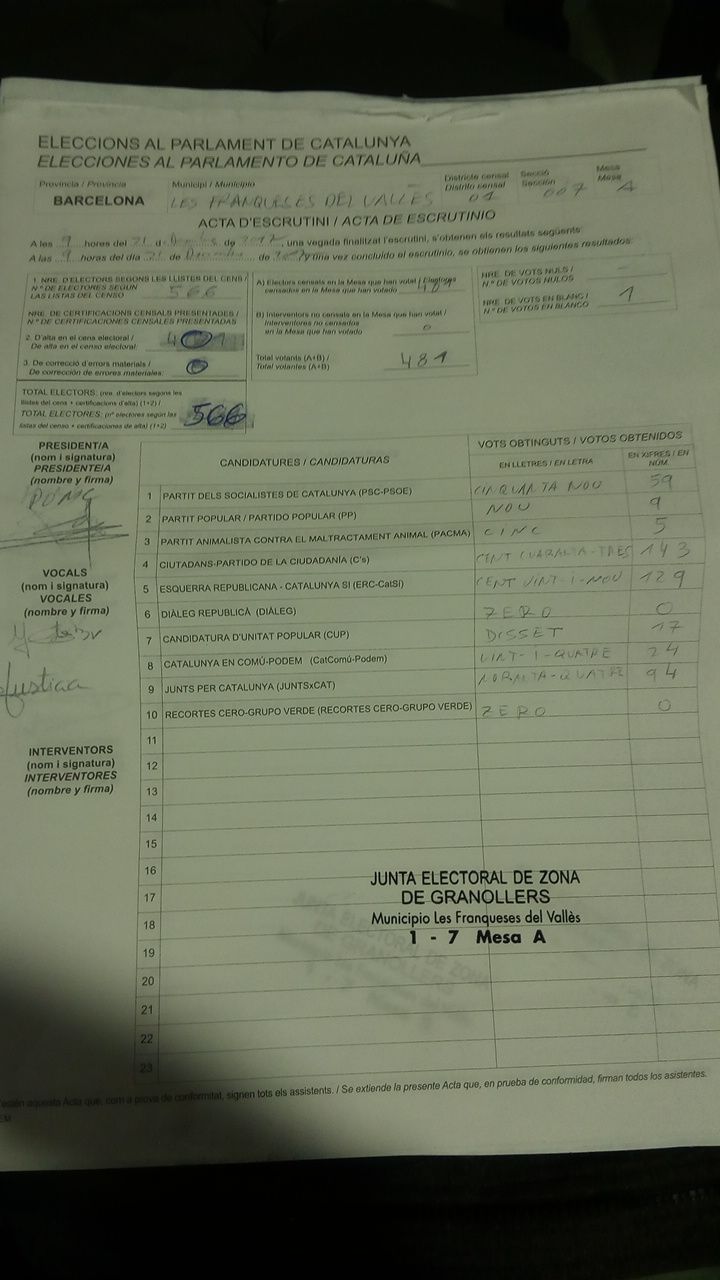 ELECCIONS AL PARLAMENT DE CATALUNYA
ELECCIONES AL PARLAMENTO DE CATALUÑA
Provincia / Provincia Municipi / Municipio Districte censal Secció Mesa
Distrito censal Sección Mesa
BARCELONA LES FRANQUESES DEL VALLES 01 007 A
ACTA D'ESCRUTINI / ACTA DE ESCRUTINIO
A les 9 hores del 21 de Desembre de 2017, una vegada finalitzat l'escrutini, s'obtenen els resultats següents:
A las 9 horas del día 21 de de 2017 y una vez concluido el escrutinio, se obtienen los siguientes resultados:
1. NRE. D'ELECTORS SEGONS LES LLISTES DEL CENS /
N.º DE ELECTORES SEGÚN
LAS LISTAS DEL CENSO 566
NRE. DE CERTIFICACIONS CENSALS PRESENTADES /
N.º DE CERTIFICACIONES CENSALES PRESENTADAS
2. D'alta en el cens electoral /
De alta en el censo electoral:
3. De correcció d'errors materials /
De corrección de errores materiales: 0
TOTAL ELECTORS: (nre. d'electors segons les
llistes del cens + certificacions d'alta) (1+2) /
TOTAL ELECTORES: (nº electores según las
listas del censo + certificaciones de alta) (1+2) 566
A) Electors censats en la Mesa que han votat /
censados en la Mesa que han votado 481
B) Interventors no censats en la Mesa que han votat /
Interventores no censados
en la Mesa que han votado 0
Total votants (A+B) /
Total votantes (A+B) 481
NRE. DE VOTS NULS /
N.º DE VOTOS NULOS
NRE. DE VOTS EN BLANC /
N.º DE VOTOS EN BLANCO 1
PRESIDENT/A
(nom i signatura)
PRESIDENTE/A
(nombre y firma)
VOCALS
(nom i signatura)
VOCALES
(nombre y firma)
INTERVENTORS
(nom i signatura)
INTERVENTORES
(nombre y firma)
CANDIDATURES / CANDIDATURAS VOTS OBTINGUTS / VOTOS OBTENIDOS
EN LLETRES / EN LETRA EN XIFRES / EN NÚM.
1 PARTIT DELS SOCIALISTES DE CATALUNYA (PSC-PSOE) CINQUANTA NOU 59
2 PARTIT POPULAR / PARTIDO POPULAR (PP) NOU 9
3 PARTIT ANIMALISTA CONTRA EL MALTRACTAMENT ANIMAL (PACMA) CINC 5
4 CIUTADANS-PARTIDO DE LA CIUDADANÍA (C's) CENT CUARANTA-TRES 143
5 ESQUERRA REPUBLICANA - CATALUNYA SI (ERC-CatSí) CENT VINT-I-NOU 129
6 DIÀLEG REPUBLICÀ (DIÀLEG) ZERO 0
7 CANDIDATURA D'UNITAT POPULAR (CUP) DISSET 17
8 CATALUNYA EN COMÚ-PODEM (CatComú-Podem) VINT-I-QUATRE 24
9 JUNTS PER CATALUNYA (JUNTSxCAT) NORANTA-QUATRE 94
10 RECORTES CERO-GRUPO VERDE (RECORTES CERO-GRUPO VERDE) ZERO 0
11
12
13
14
15
16
17
18
19
20
21
22
23
JUNTA ELECTORAL DE ZONA
DE GRANOLLERS
Municipio Les Franqueses del Vallès
1 - 7 Mesa A
aquesta Acta que, com a prova de conformitat, signen tots els assistents. / Se extiende la presente Acta que, en prueba de conformidad, firman todos los asistentes.